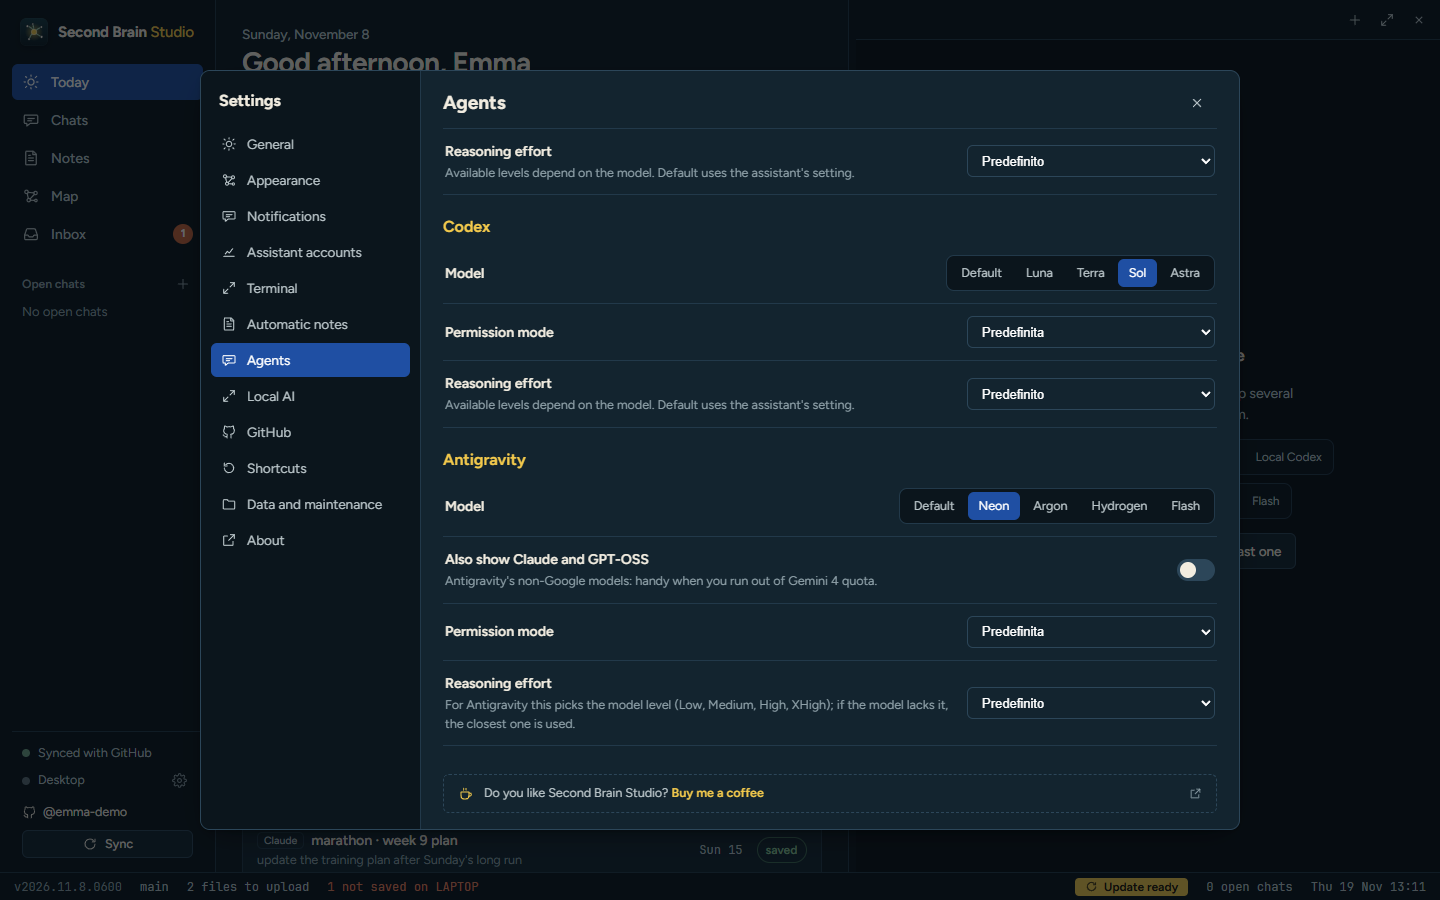 Second Brain Studio
Today
Chats
Notes
Map
Inbox
1
Open chats
No open chats
Synced with GitHub
Desktop
@emma-demo
Sync
Sunday, November 8
Good afternoon, Emma
Settings
General
Appearance
Notifications
Assistant accounts
Terminal
Automatic notes
Agents
Local AI
GitHub
Shortcuts
Data and maintenance
About
Agents
Reasoning effort
Predefinito
Available levels depend on the model. Default uses the assistant's setting.
Codex
Model
Default Luna Terra Sol Astra
Permission mode
Predefinita
Reasoning effort
Predefinito
Available levels depend on the model. Default uses the assistant's setting.
Antigravity
Model
Default Neon Argon Hydrogen Flash
Also show Claude and GPT-OSS
Antigravity's non-Google models: handy when you run out of Gemini 4 quota.
Permission mode
Predefinita
Reasoning effort
Predefinito
For Antigravity this picks the model level (Low, Medium, High, XHigh); if the model lacks it,
the closest one is used.
Do you like Second Brain Studio? Buy me a coffee
several
Local Codex
Flash
one
Claude marathon · week 9 plan
update the training plan after Sunday's long run
Sun 15 saved
v2026.11.8.0600 main 2 files to upload 1 not saved on LAPTOP
Update ready 0 open chats Thu 19 Nov 13:11